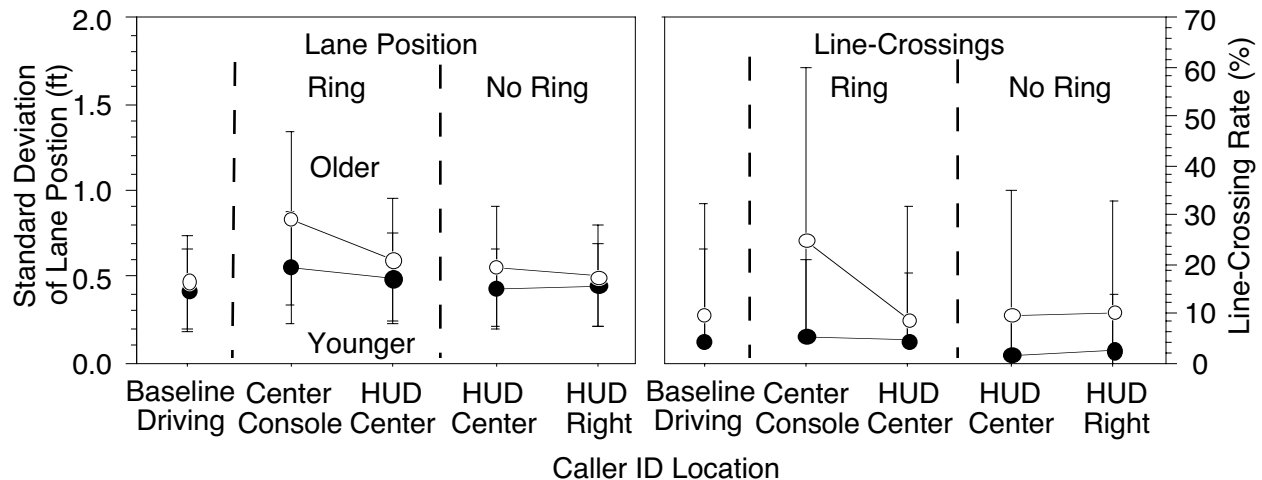 Standard Deviation
of Lane Postion (ft)
2.0
1.5
1.0
0.5
0.0
Lane Position
Ring
No Ring
Older
Younger
Line-Crossings
Ring
No Ring
70
60
50
40
30
20
10
0
Line-Crossing Rate (%)
Baseline
Driving
Center
Console
HUD
Center
HUD
Center
HUD
Right
Baseline
Driving
Center
Console
HUD
Center
HUD
Center
HUD
Right
Caller ID Location